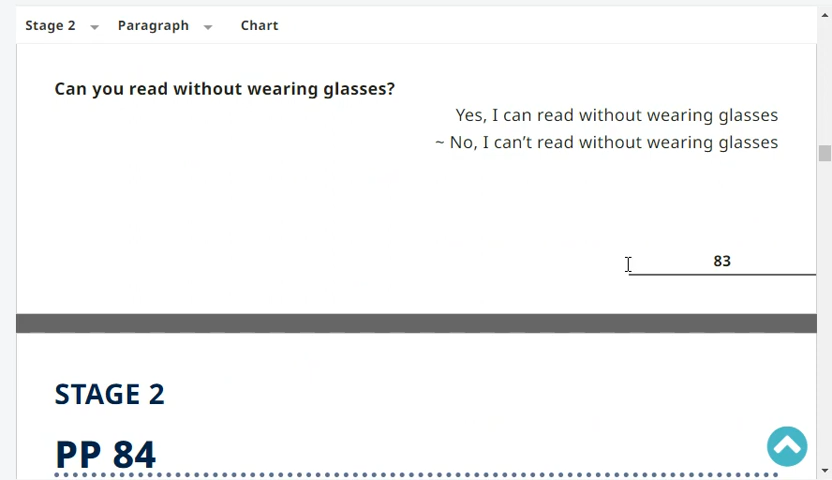 Stage 2 Paragraph Chart
Can you read without wearing glasses?
Yes, I can read without wearing glasses
~ No, I can’t read without wearing glasses
83
STAGE 2
PP 84